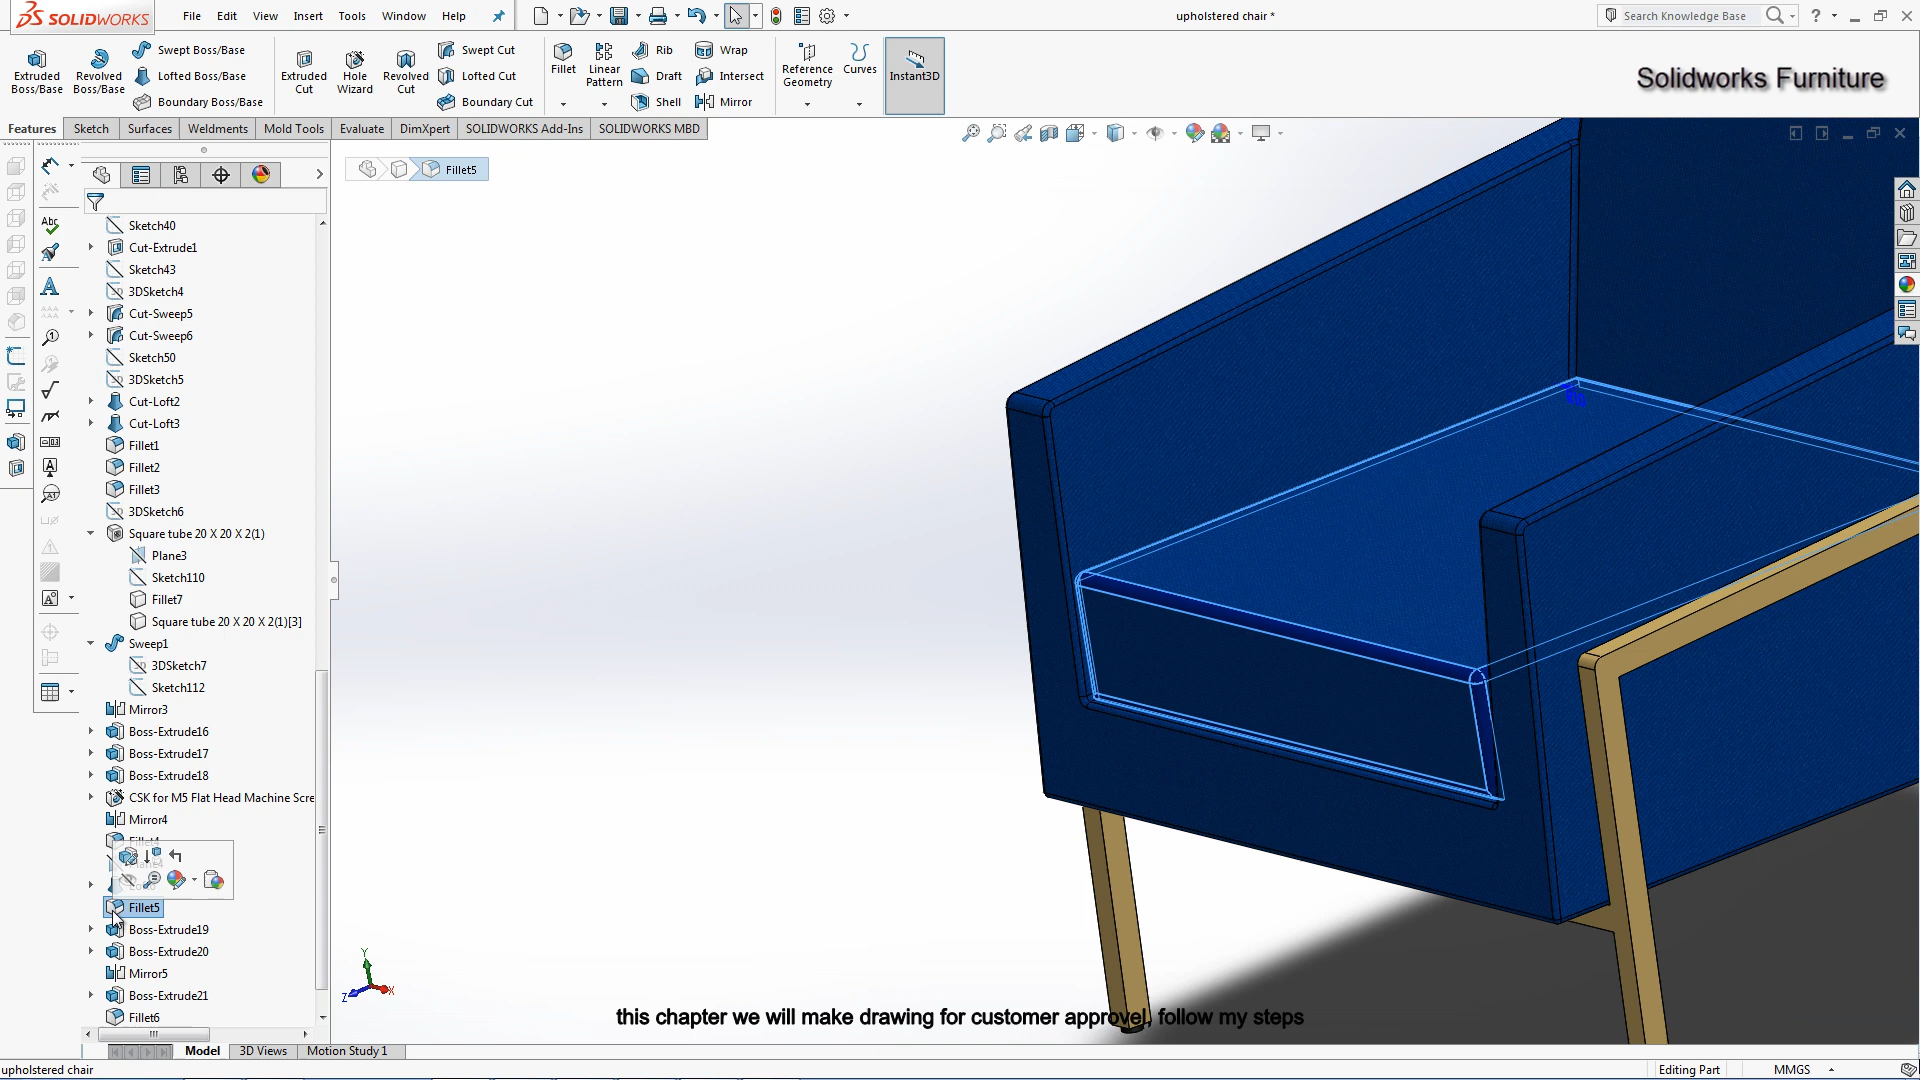 SOLIDWORKS File Edit View Insert Tools Window Help
upholstered chair *
Search Knowledge Base
?
Extruded Boss/Base
Revolved Boss/Base
Swept Boss/Base
Lofted Boss/Base
Boundary Boss/Base
Extruded Cut
Hole Wizard
Revolved Cut
Swept Cut
Lofted Cut
Boundary Cut
Fillet
Linear Pattern
Rib
Draft
Shell
Wrap
Intersect
Mirror
Reference Geometry
Curves
Instant3D
Solidworks Furniture
Features Sketch Surfaces Weldments Mold Tools Evaluate DimXpert SOLIDWORKS Add-Ins SOLIDWORKS MBD
Fillet5
Sketch40
Cut-Extrude1
Sketch43
3DSketch4
Cut-Sweep5
Cut-Sweep6
Sketch50
3DSketch5
Cut-Loft2
Cut-Loft3
Fillet1
Fillet2
Fillet3
3DSketch6
Square tube 20 X 20 X 2(1)
Plane3
Sketch110
Fillet7
Square tube 20 X 20 X 2(1)[3]
Sweep1
3DSketch7
Sketch112
Mirror3
Boss-Extrude16
Boss-Extrude17
Boss-Extrude18
CSK for M5 Flat Head Machine Scre
Mirror4
Fillet4
Fillet5
Boss-Extrude19
Boss-Extrude20
Mirror5
Boss-Extrude21
Fillet6
Y
Z
X
this chapter we will make drawing for customer approvel, follow my steps
Model 3D Views Motion Study 1
upholstered chair
Editing Part
MMGS